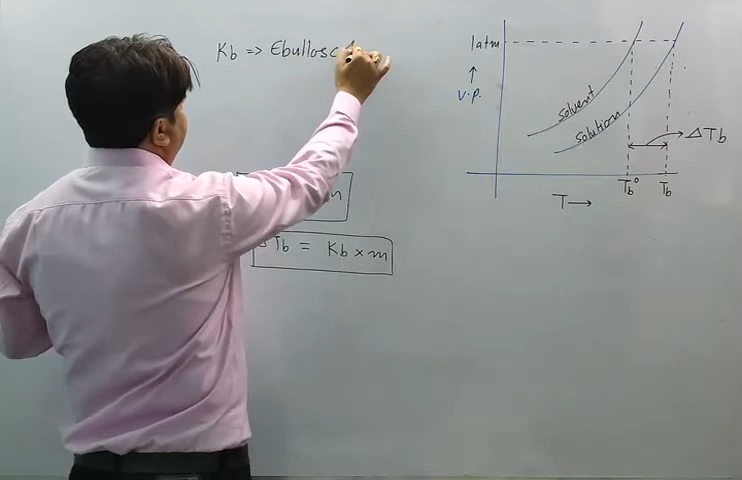 Kb => Ebullosc
m
Tb = Kb × m
1atm
V.P.
solvent
solution
ΔTb
Tb°
Tb
T